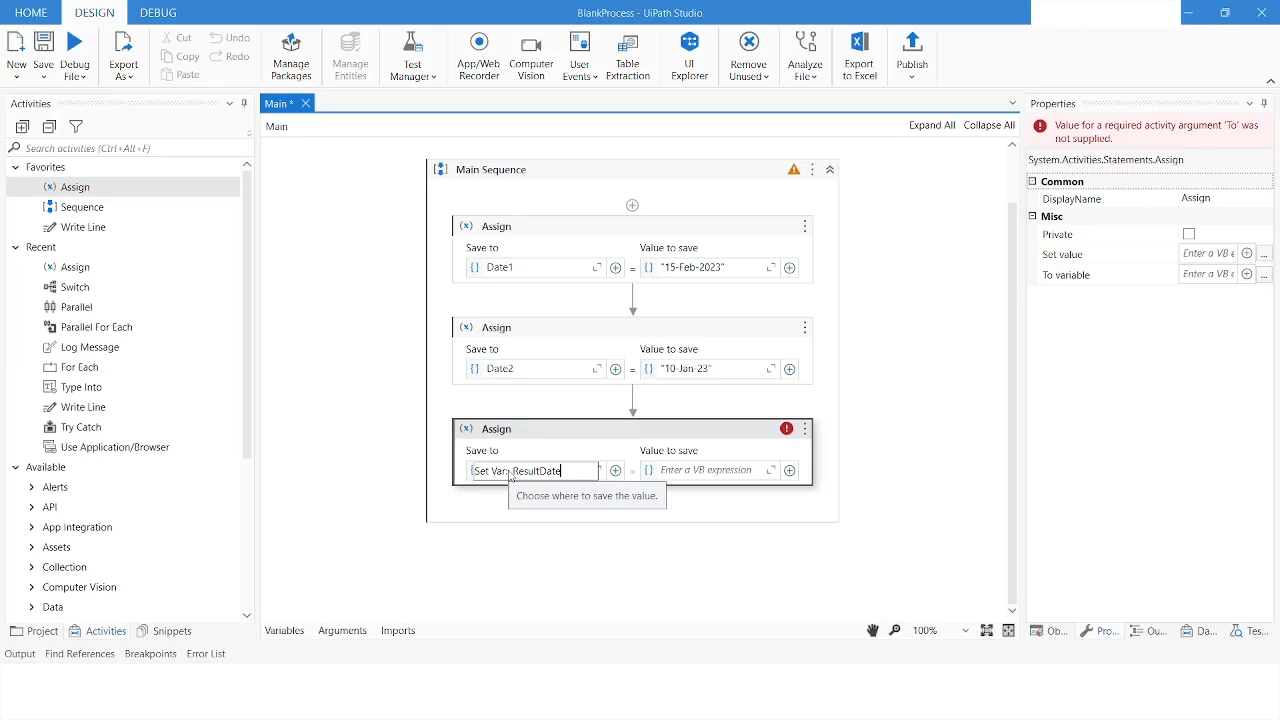 HOME DESIGN DEBUG BlankProcess - UiPath Studio
New Save Debug File Export As Cut Copy Paste Undo Redo Manage Packages Manage Entities Test Manager App/Web Recorder Computer Vision User Events Table Extraction UI Explorer Remove Unused Analyze File Export to Excel Publish
Activities
Search activities (Ctrl+Alt+F)
Favorites
Assign
Sequence
Write Line
Recent
Assign
Switch
Parallel
Parallel For Each
Log Message
For Each
Type Into
Write Line
Try Catch
Use Application/Browser
Available
Alerts
API
App Integration
Assets
Collection
Computer Vision
Data
Project Activities Snippets
Main *
Main Expand All Collapse All
Main Sequence
Assign
Save to Value to save
Date1 = "15-Feb-2023"
Assign
Save to Value to save
Date2 = "10-Jan-23"
Assign
Save to Value to save
Set Var: ResultDate Enter a VB expression
Choose where to save the value.
Variables Arguments Imports 100%
Properties
Value for a required activity argument 'To' was
not supplied.
System.Activities.Statements.Assign
Common
DisplayName Assign
Misc
Private
Set value Enter a VB e ...
To variable Enter a VB e ...
Ob... Pro... Ou... Da... Tes...
Output Find References Breakpoints Error List